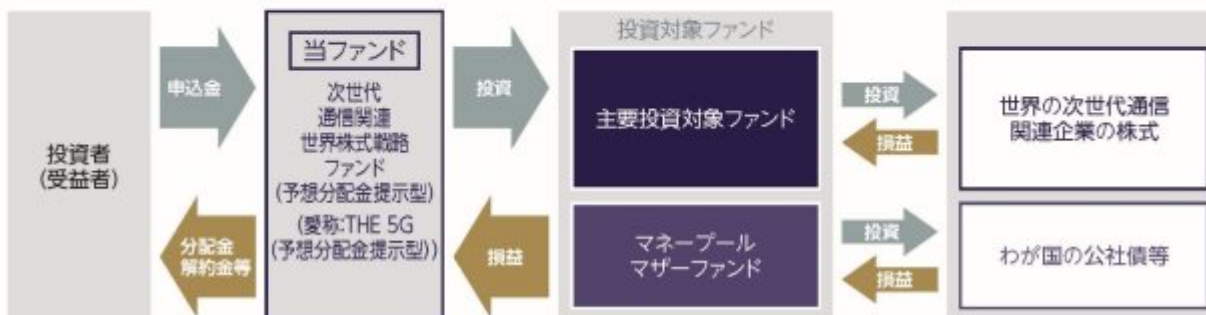 投資者
(受益者)
申込金
分配金
解約金等
当ファンド
次世代
通信関連
世界株式戦略
ファンド
(予想分配金提示型)
(愛称:THE 5G
(予想分配金提示型))
投資
損益
投資対象ファンド
主要投資対象ファンド
マネープール
マザーファンド
投資
損益
投資
損益
世界の次世代通信
関連企業の株式
わが国の公社債等